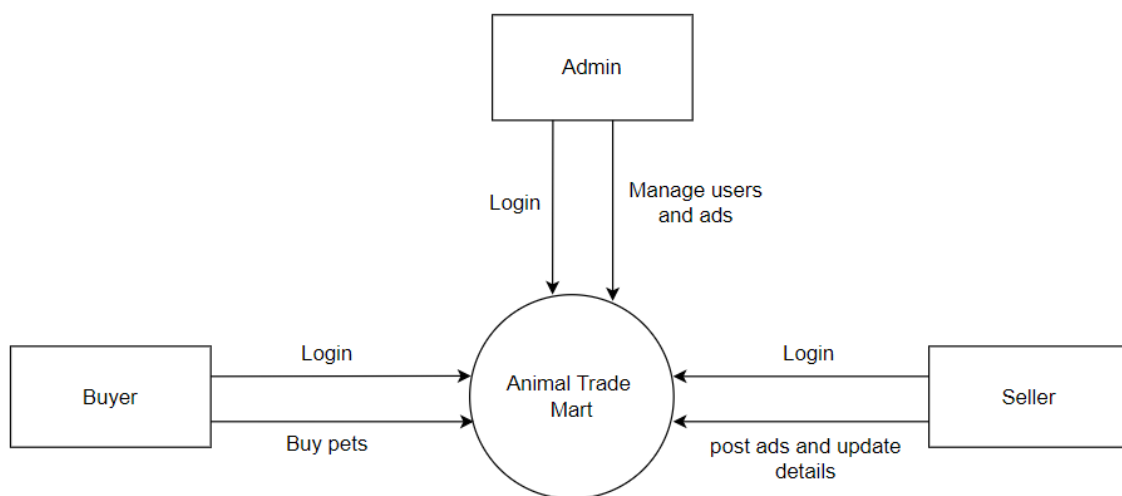 Admin
Login
Manage users
and ads
Login
Login
Buyer
Animal Trade
Mart
Seller
Buy pets
post ads and update
details